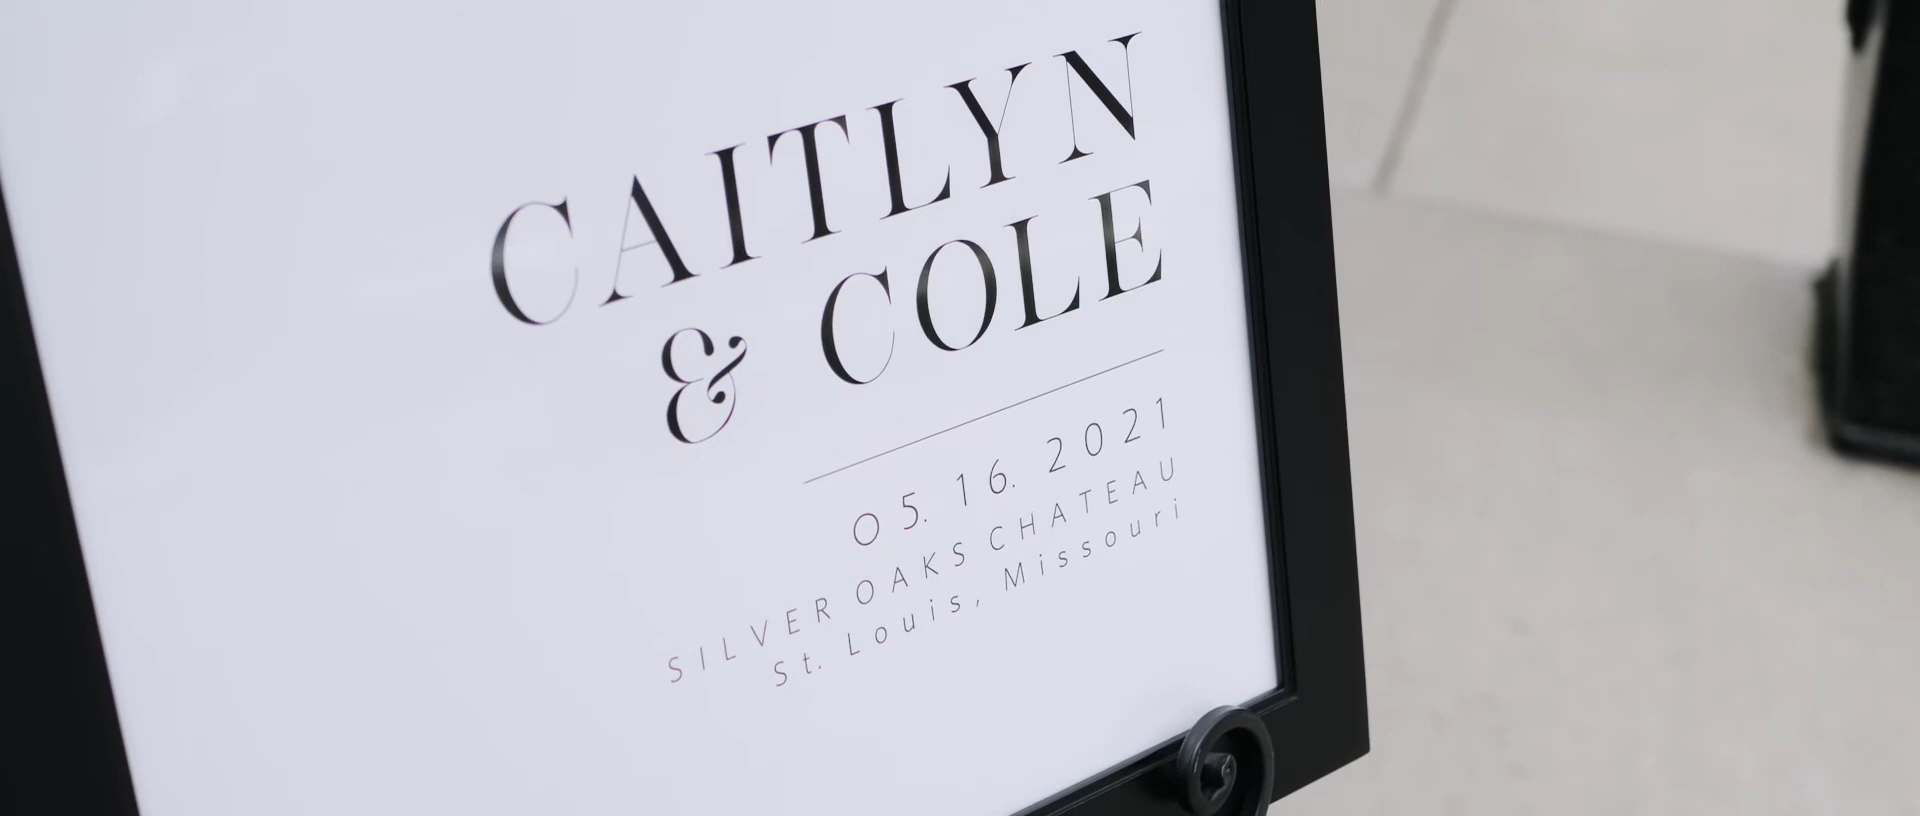 CAITLYN
& COLE
05. 16. 2021
SILVER OAKS CHATEAU
St. Louis, Missouri